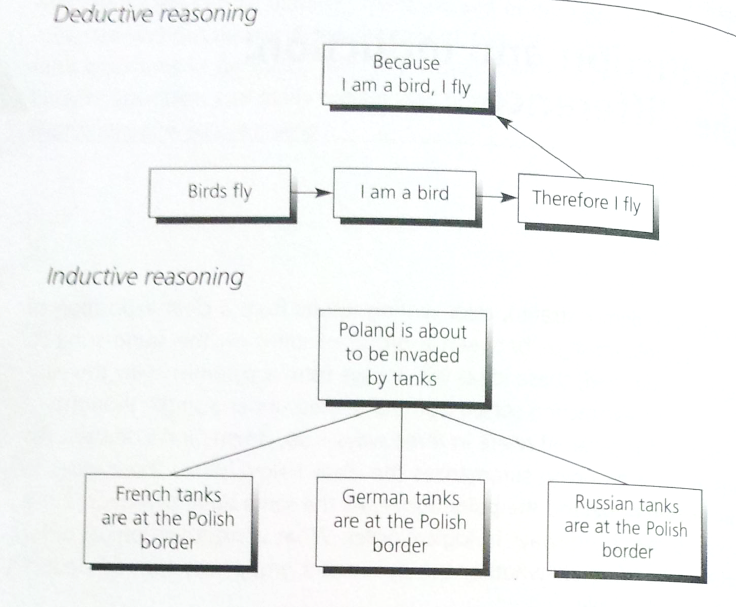 Deductive reasoning
Because
I am a bird, I fly
Birds fly
I am a bird
Therefore I fly
Inductive reasoning
Poland is about
to be invaded
by tanks
French tanks
are at the Polish
border
German tanks
are at the Polish
border
Russian tanks
are at the Polish
border